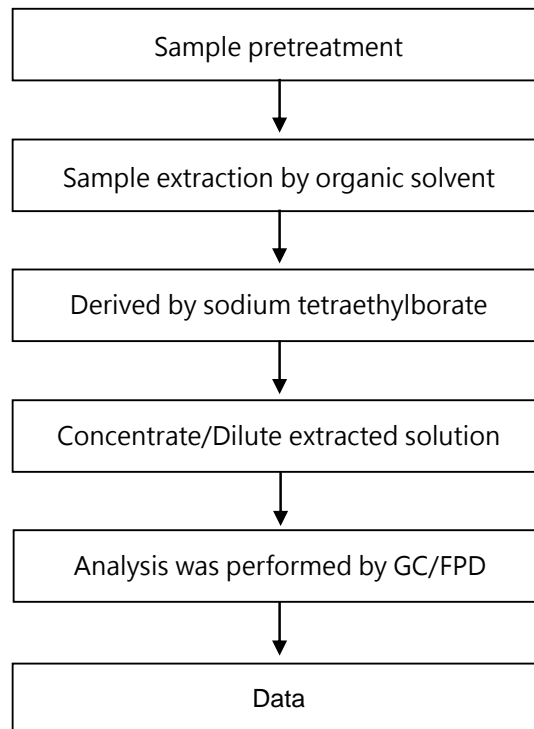 Sample pretreatment
Sample extraction by organic solvent
Derived by sodium tetraethylborate
Concentrate/Dilute extracted solution
Analysis was performed by GC/FPD
Data